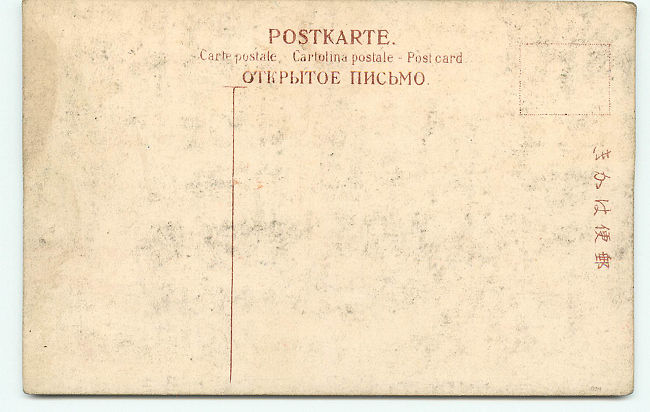 POSTKARTE.
Carte postale. Cartolina postale - Post card.
ОТКРЫТОЕ ПИСЬМО.
きかは便郵